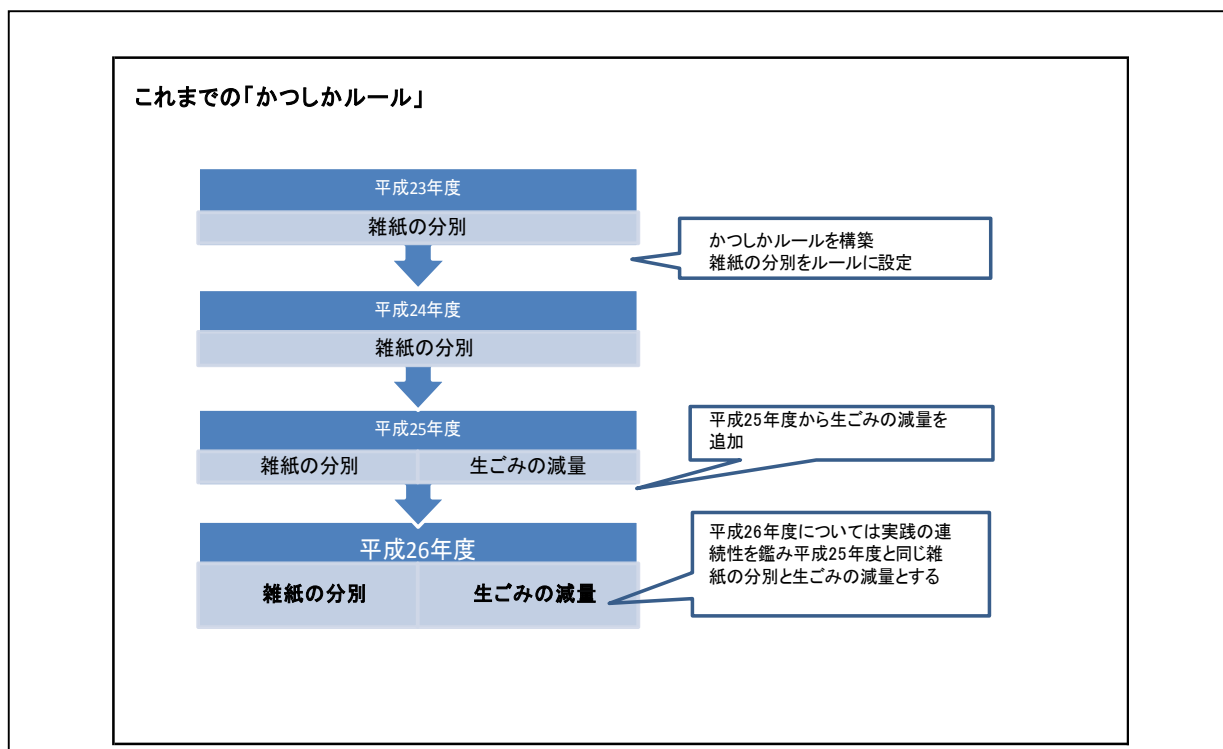 これまでの「かつしかルール」
平成23年度
雑紙の分別
かつしかルールを構築
雑紙の分別をルールに設定
平成24年度
雑紙の分別
平成25年度
雑紙の分別
生ごみの減量
平成25年度から生ごみの減量を
追加
平成26年度
雑紙の分別
生ごみの減量
平成26年度については実践の連
続性を鑑み平成25年度と同じ雑
紙の分別と生ごみの減量とする